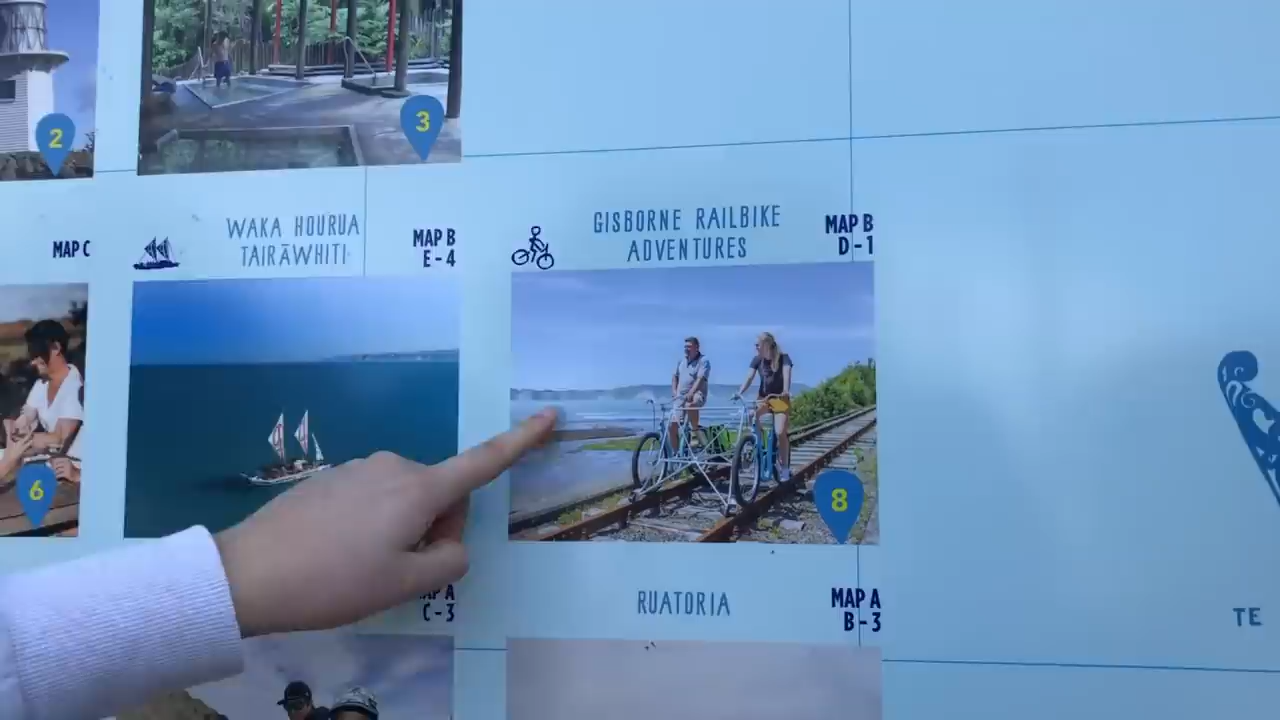 2
3
MAP C
WAKA HOURUA
TAIRĀWHITI
MAP B
E-4
GISBORNE RAILBIKE
ADVENTURES
MAP B
D-1
6
8
MAP A
C-3
RUATORIA
MAP A
B-3
TE